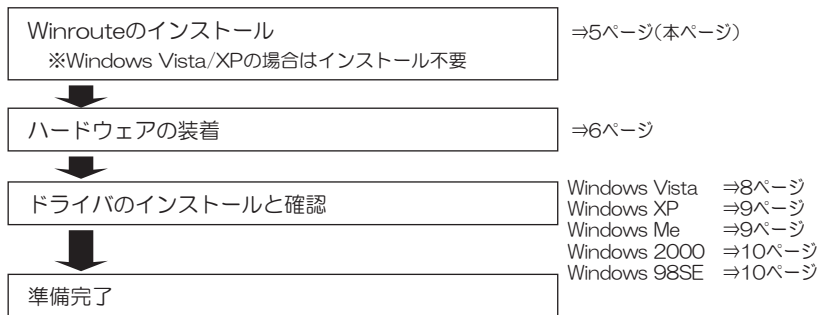 Winrouteのインストール ⇒5ページ(本ページ)
※Windows Vista/XPの場合はインストール不要
ハードウェアの装着 ⇒6ページ
ドライバのインストールと確認
Windows Vista ⇒8ページ
Windows XP ⇒9ページ
Windows Me ⇒9ページ
Windows 2000 ⇒10ページ
Windows 98SE ⇒10ページ
準備完了